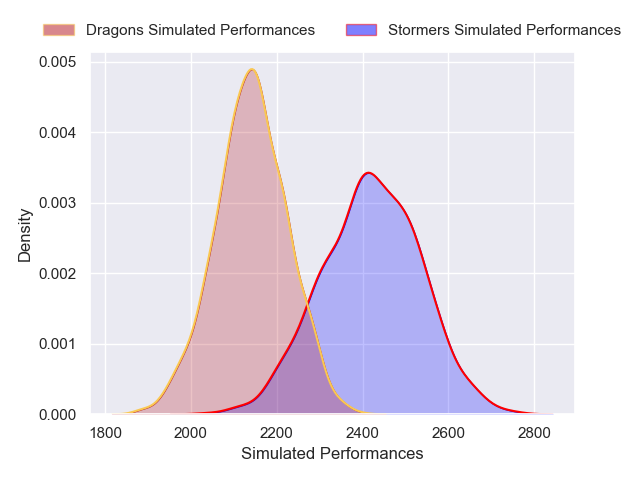 Dragons Simulated Performances Stormers Simulated Performances
0.005
0.004
0.003
0.002
0.001
0.000
Density
1800 2000 2200 2400 2600 2800
Simulated Performances